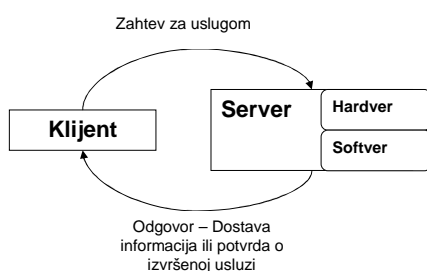 Zahtev za uslugom
Klijent
Server
Hardver
Softver
Odgovor – Dostava
informacija ili potvrda o
izvršenoj usluzi